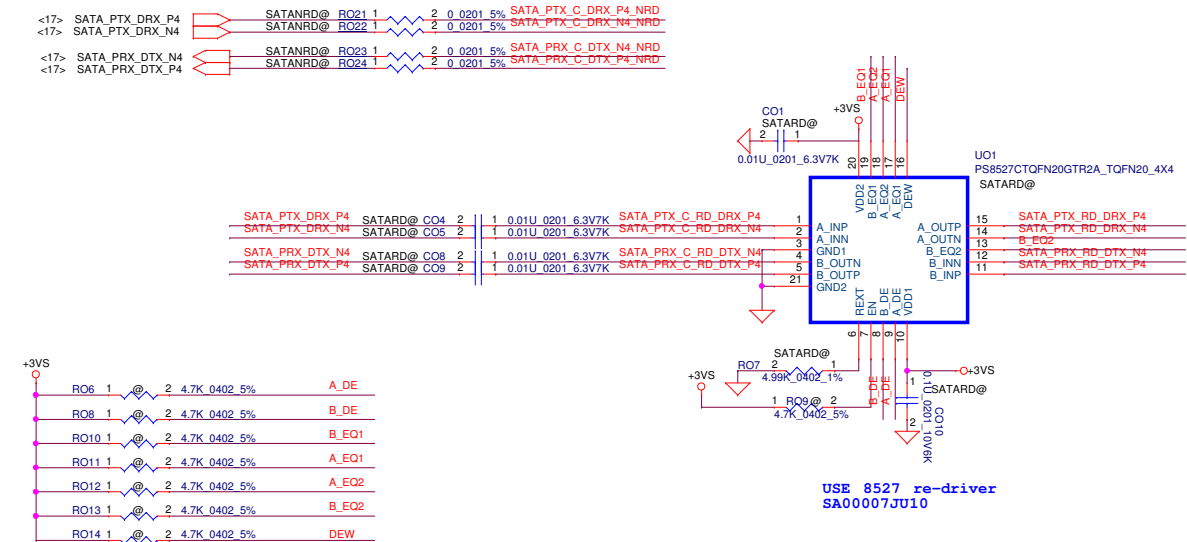 <17> SATA_PTX_DRX_P4 SATANRD@ RO21 1 2 0_0201_5% SATA_PTX_C_DRX_P4_NRD
<17> SATA_PTX_DRX_N4 SATANRD@ RO22 1 2 0_0201_5% SATA_PTX_C_DRX_N4_NRD
<17> SATA_PRX_DTX_N4 SATANRD@ RO23 1 2 0_0201_5% SATA_PRX_C_DTX_N4_NRD
<17> SATA_PRX_DTX_P4 SATANRD@ RO24 1 2 0_0201_5% SATA_PRX_C_DTX_P4_NRD
B_EQ1
A_EQ2
A_EQ1
DEW
CO1
+3VS
SATARD@
2 1
0.01U_0201_6.3V7K
20 19 18 17 16
UO1
PS8527CTQFN20GTR2A_TQFN20_4X4
SATARD@
VDD2
B_EQ1
A_EQ2
A_EQ1
DEW
SATA_PTX_DRX_P4 SATARD@ CO4 2 1 0.01U_0201_6.3V7K SATA_PTX_C_RD_DRX_P4 1 A_INP A_OUTP 15 SATA_PTX_RD_DRX_P4
SATA_PTX_DRX_N4 SATARD@ CO5 2 1 0.01U_0201_6.3V7K SATA_PTX_C_RD_DRX_N4 2 A_INN A_OUTN 14 SATA_PTX_RD_DRX_N4
3 GND1 B_EQ2 13 B_EQ2
SATA_PRX_DTX_N4 SATARD@ CO8 2 1 0.01U_0201_6.3V7K SATA_PRX_C_RD_DTX_N4 4 B_OUTN B_INN 12 SATA_PRX_RD_DTX_N4
SATA_PRX_DTX_P4 SATARD@ CO9 2 1 0.01U_0201_6.3V7K SATA_PRX_C_RD_DTX_P4 5 B_OUTP B_INP 11 SATA_PRX_RD_DTX_P4
21 GND2
REXT
EN
B_DE
A_DE
VDD1
6 7 8 9 10
SATARD@
RO7 2 1
4.99K_0402_1%
+3VS
+3VS
1 RO9@ 2
4.7K_0402_5%
B_DE
A_DE
1
2
0.1U_0201_10V6K
CO10
SATARD@
+3VS
RO6 1 @ 2 4.7K_0402_5% A_DE
RO8 1 @ 2 4.7K_0402_5% B_DE
RO10 1 @ 2 4.7K_0402_5% B_EQ1
RO11 1 @ 2 4.7K_0402_5% A_EQ1
RO12 1 @ 2 4.7K_0402_5% A_EQ2
RO13 1 @ 2 4.7K_0402_5% B_EQ2
RO14 1 @ 2 4.7K_0402_5% DEW
USE 8527 re-driver
SA00007JU10